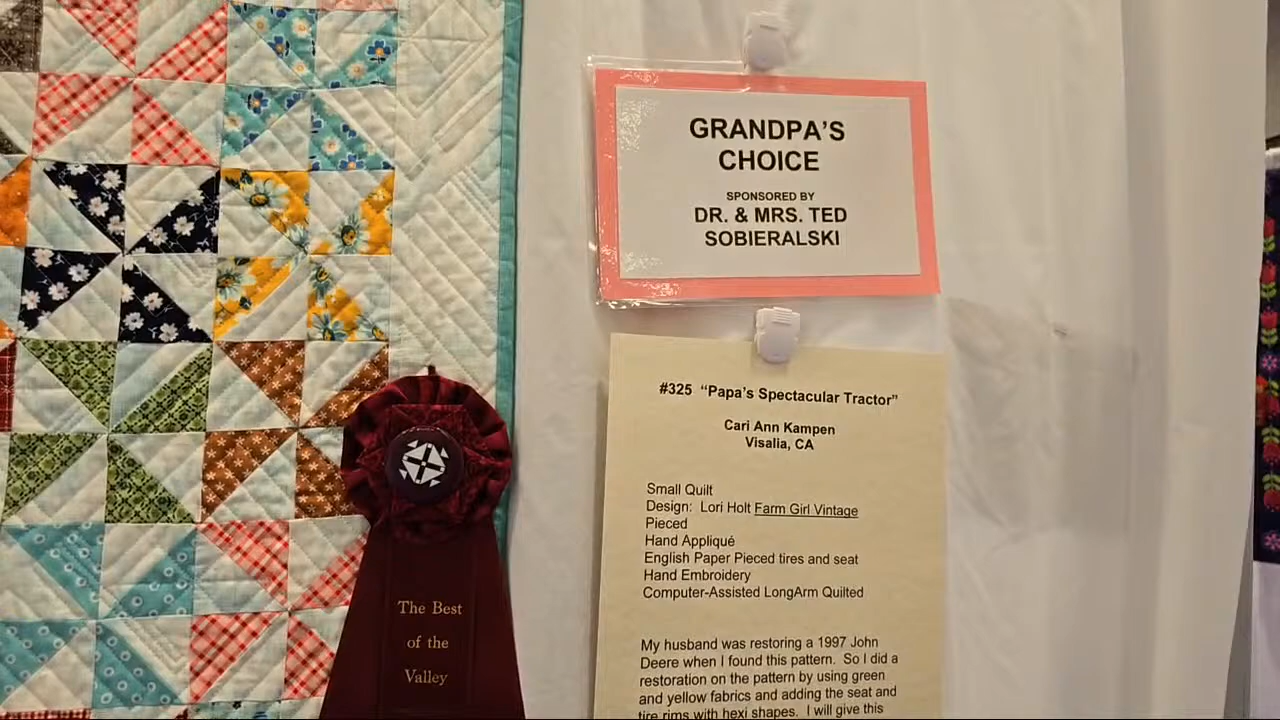 GRANDPA'S
CHOICE
SPONSORED BY
DR. & MRS. TED
SOBIERALSKI
#325 “Papa's Spectacular Tractor”
Cari Ann Kampen
Visalia, CA
Small Quilt
Design: Lori Holt Farm Girl Vintage
Pieced
Hand Appliqué
English Paper Pieced tires and seat
Hand Embroidery
Computer-Assisted LongArm Quilted
My husband was restoring a 1997 John
Deere when I found this pattern. So I did a
restoration on the pattern by using green
and yellow fabrics and adding the seat and
tire rims with hexi shapes. I will give this
The Best
of the
Valley